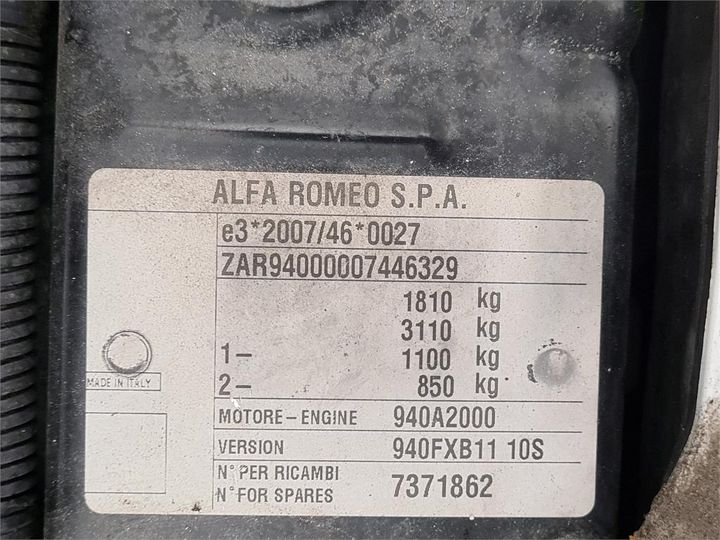 ALFA ROMEO S.P.A.
e3*2007/46*0027
ZAR94000007446329
1810 kg
3110 kg
1– 1100 kg
2– 850 kg
MADE IN ITALY
MOTORE–ENGINE 940A2000
VERSION 940FXB11 10S
N° PER RICAMBI
N° FOR SPARES 7371862